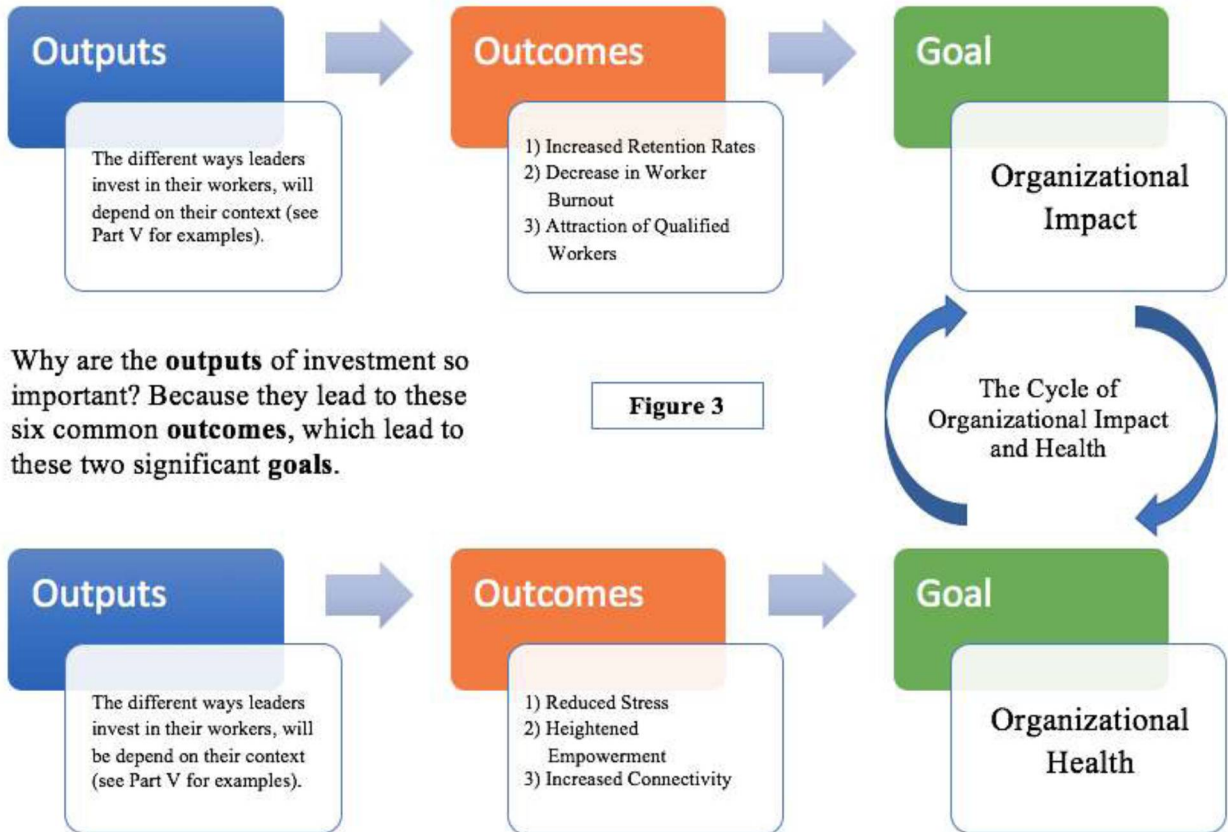 Outputs
The different ways leaders
invest in their workers, will
depend on their context (see
Part V for examples).
Outcomes
1) Increased Retention Rates
2) Decrease in Worker
Burnout
3) Attraction of Qualified
Workers
Goal
Organizational
Impact
Why are the outputs of investment so
important? Because they lead to these
six common outcomes, which lead to
these two significant goals.
Figure 3
The Cycle of
Organizational Impact
and Health
Outputs
The different ways leaders
invest in their workers, will
be depend on their context
(see Part V for examples).
Outcomes
1) Reduced Stress
2) Heightened
Empowerment
3) Increased Connectivity
Goal
Organizational
Health